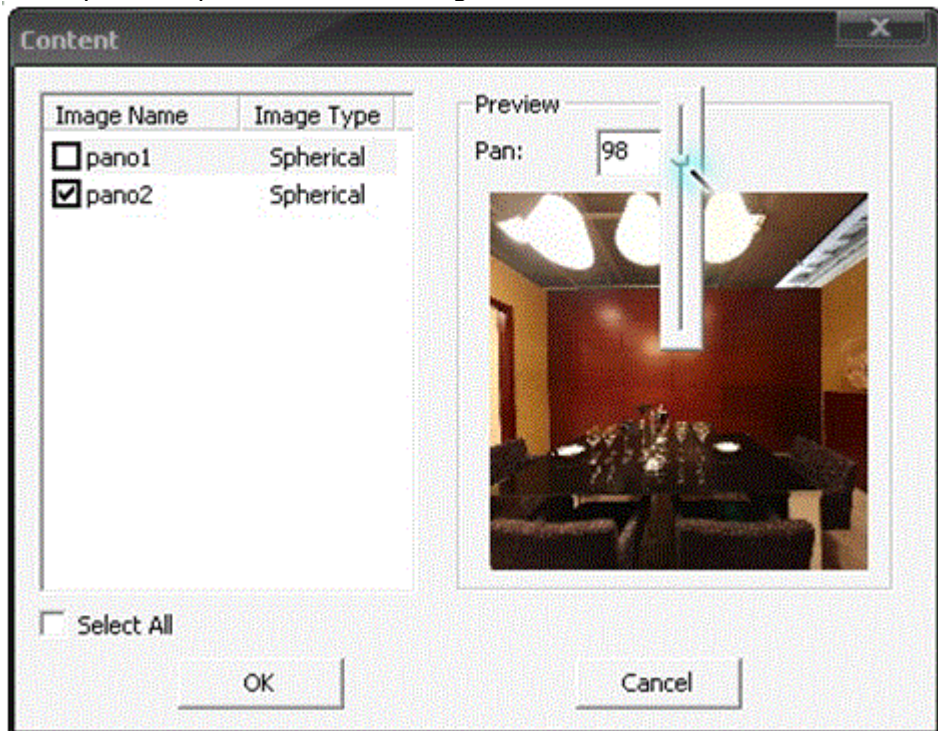 Content
Image Name Image Type
pano1 Spherical
pano2 Spherical
Preview
Pan: 98
Select All
OK Cancel